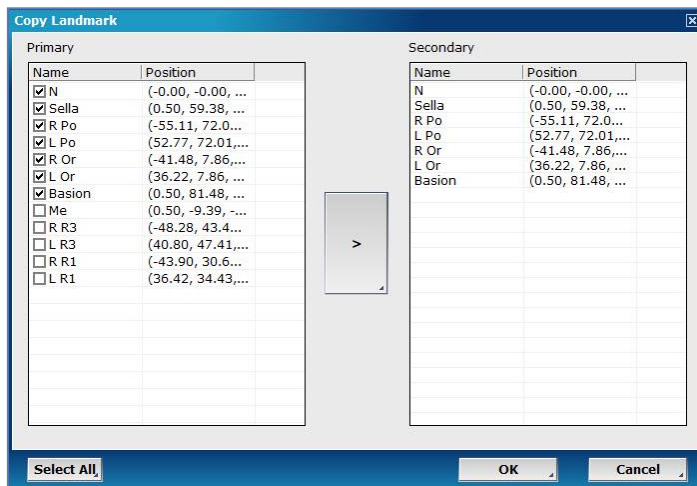 Copy Landmark
Primary
Name Position
N (-0.00, -0.00, ...
Sella (0.50, 59.38, ...
R Po (-55.11, 72.0...
L Po (52.77, 72.01,...
R Or (-41.48, 7.86,...
L Or (36.22, 7.86, ...
Basion (0.50, 81.48, ...
Me (0.50, -9.39, -...
R R3 (-48.28, 43.4...
L R3 (40.80, 47.41,...
R R1 (-43.90, 30.6...
L R1 (36.42, 34.43,...
>
Secondary
Name Position
N (-0.00, -0.00, ...
Sella (0.50, 59.38, ...
R Po (-55.11, 72.0...
L Po (52.77, 72.01,...
R Or (-41.48, 7.86,...
L Or (36.22, 7.86, ...
Basion (0.50, 81.48, ...
Select All
OK
Cancel